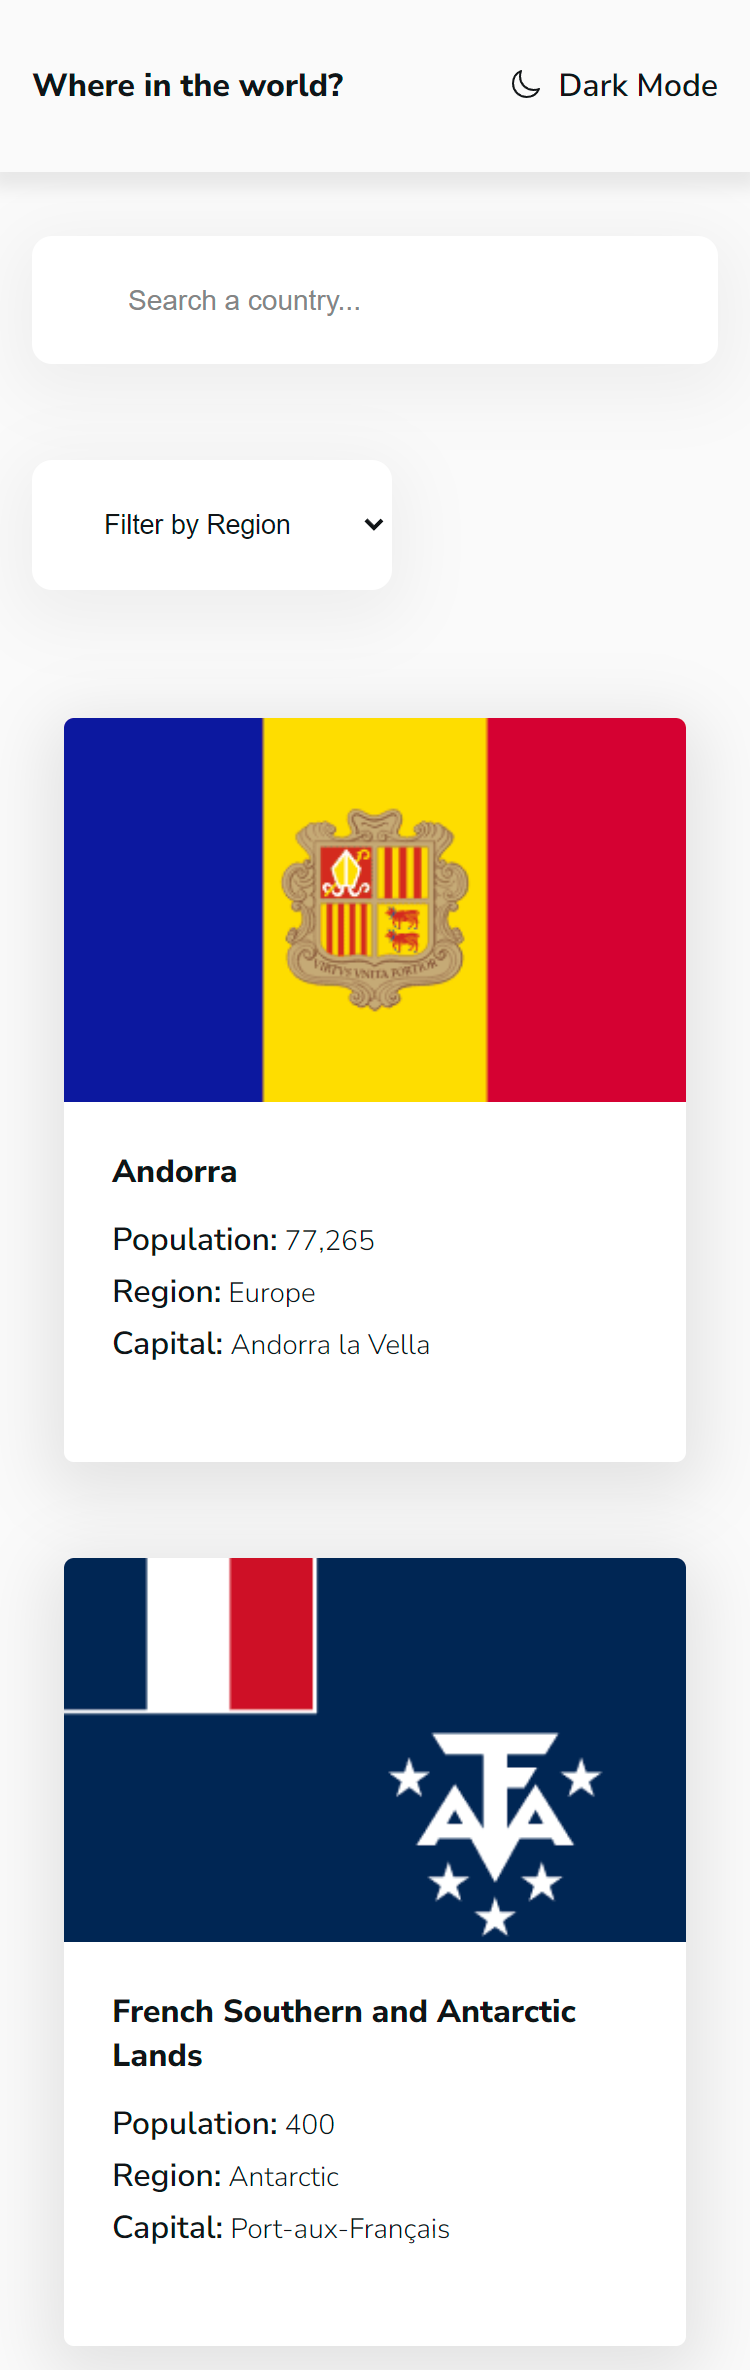 Where in the world?
Dark Mode
Search a country...
Filter by Region
VIRTVS VNITA FORTIOR
Andorra
Population: 77,265
Region: Europe
Capital: Andorra la Vella
TAAF
French Southern and Antarctic
Lands
Population: 400
Region: Antarctic
Capital: Port-aux-Français